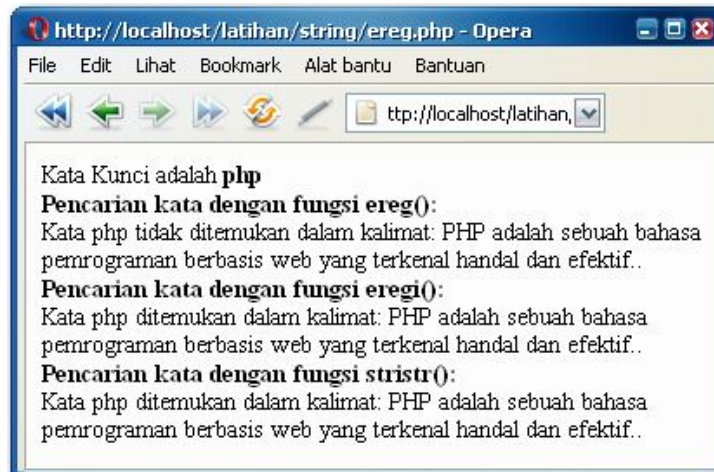 http://localhost/latihan/string/ereg.php - Opera
File Edit Lihat Bookmark Alat bantu Bantuan
ttp://localhost/latihan,
Kata Kunci adalah php
Pencarian kata dengan fungsi ereg():
Kata php tidak ditemukan dalam kalimat: PHP adalah sebuah bahasa
pemrograman berbasis web yang terkenal handal dan efektif..
Pencarian kata dengan fungsi eregi():
Kata php ditemukan dalam kalimat: PHP adalah sebuah bahasa
pemrograman berbasis web yang terkenal handal dan efektif..
Pencarian kata dengan fungsi stristr():
Kata php ditemukan dalam kalimat: PHP adalah sebuah bahasa
pemrograman berbasis web yang terkenal handal dan efektif..